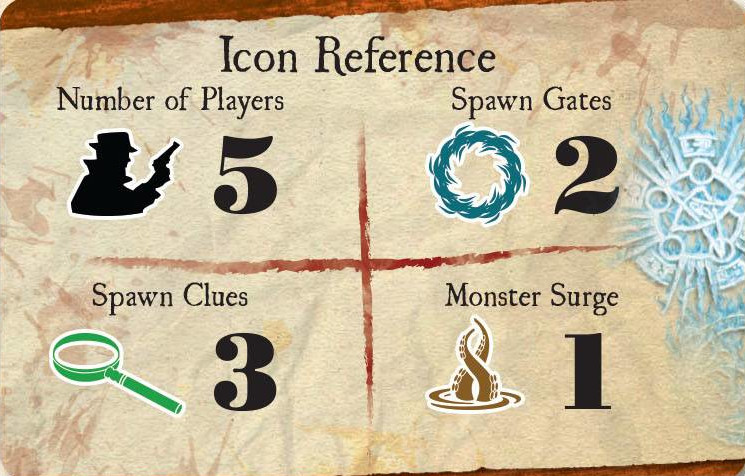 Icon Reference
Number of Players
5
Spawn Gates
2
Spawn Clues
3
Monster Surge
1